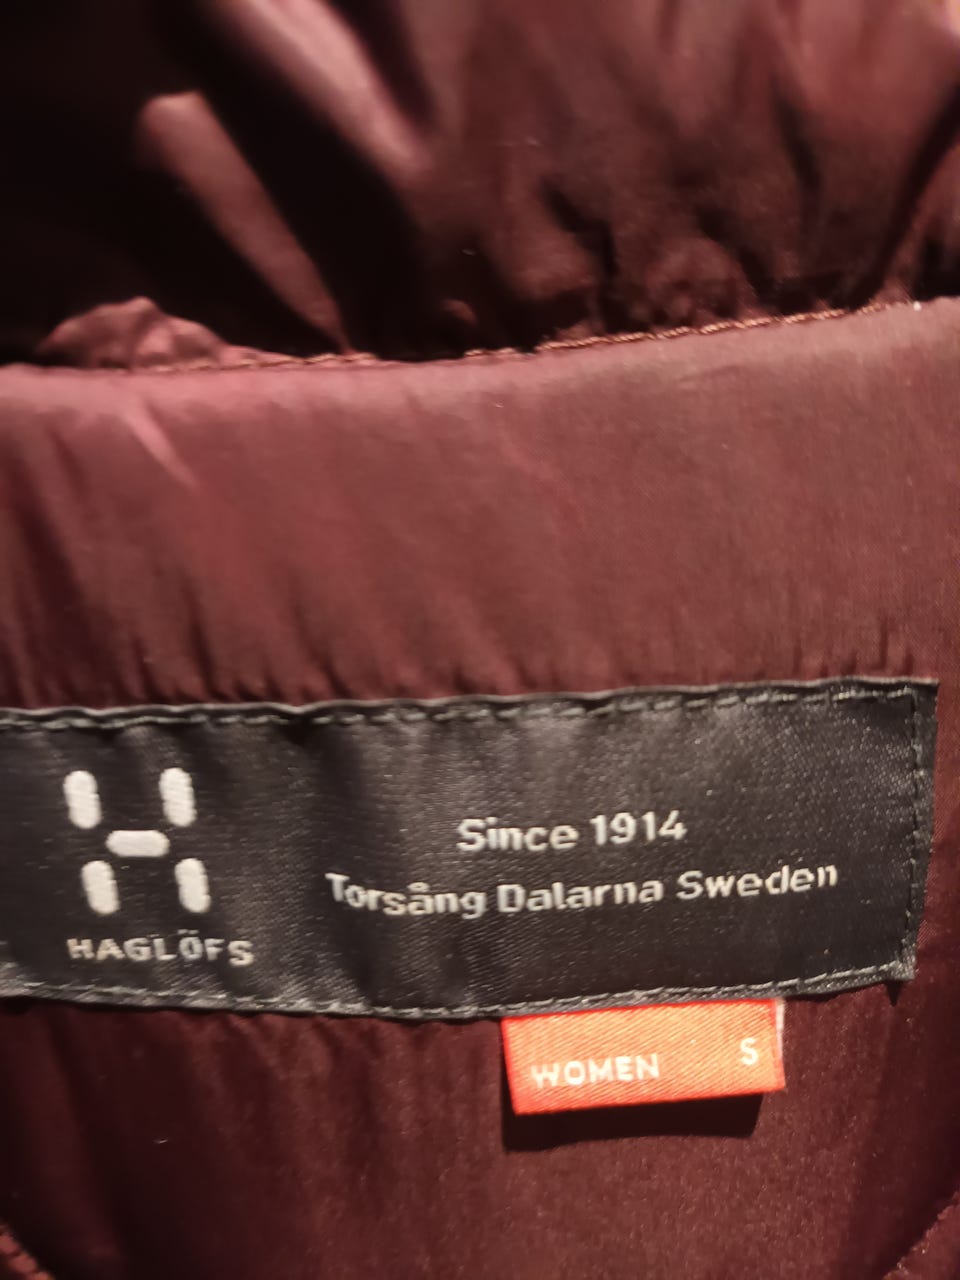 HAGLÖFS
Since 1914
Torsång Dalarna Sweden
WOMEN S